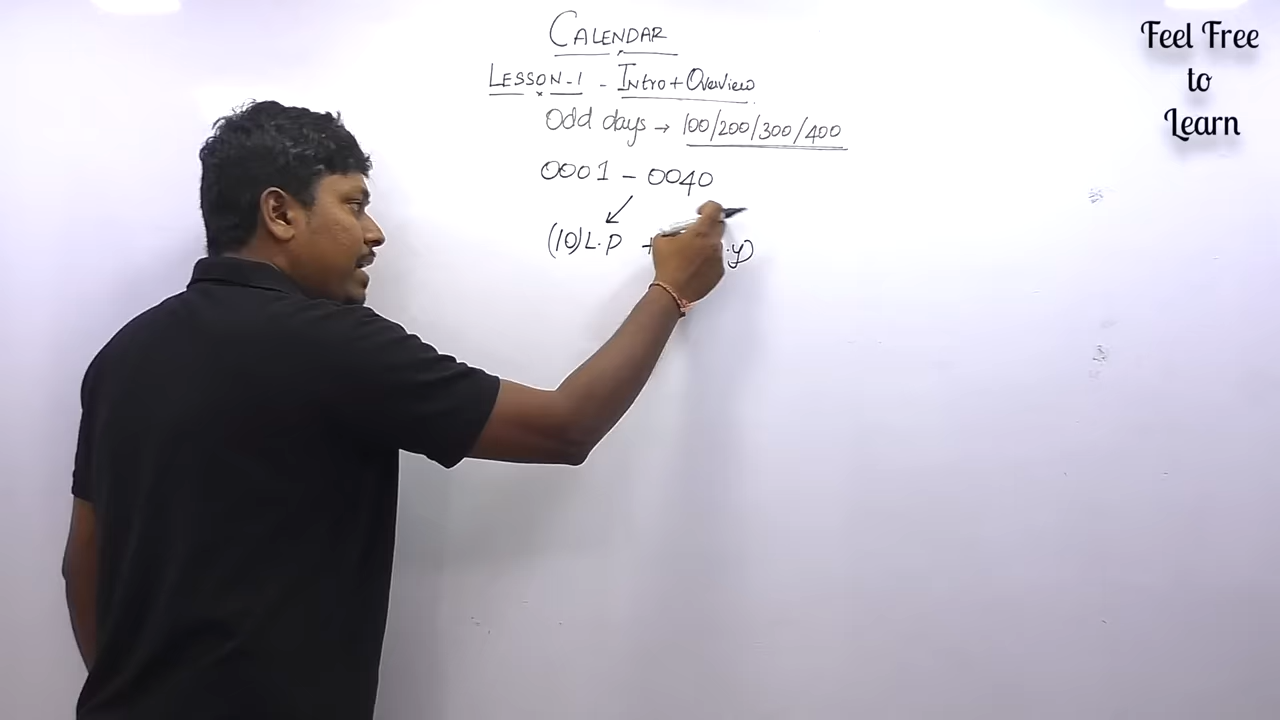 CALENDAR
LESSON-1 - Intro + Overview
Odd days → 100/200/300/400
0001 - 0040
(10) L.P + .y
Feel Free
to
Learn